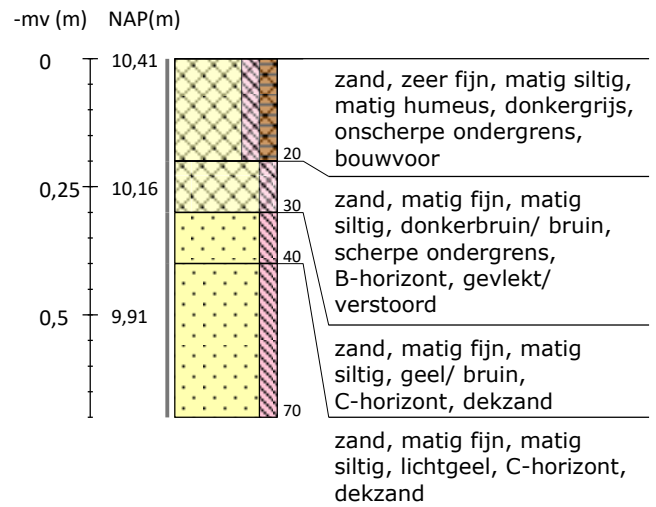 -mv (m) NAP(m)
0 10,41
20
0,25 10,16
30
40
0,5 9,91
70
zand, zeer fijn, matig siltig,
matig humeus, donkergrijs,
onscherpe ondergrens,
bouwvoor
zand, matig fijn, matig
siltig, donkerbruin/ bruin,
scherpe ondergrens,
B-horizont, gevlekt/
verstoord
zand, matig fijn, matig
siltig, geel/ bruin,
C-horizont, dekzand
zand, matig fijn, matig
siltig, lichtgeel, C-horizont,
dekzand